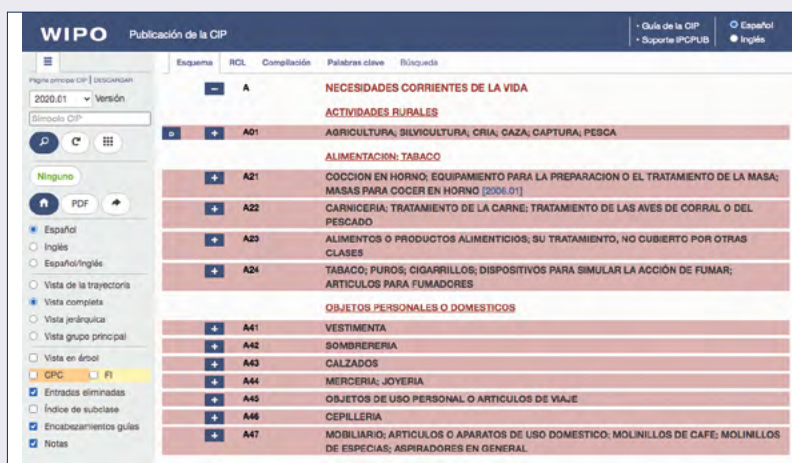 WIPO Publicación de la CIP
• Guía de la CIP
• Soporte IPCPUB
Español
Inglés
Esquema RCL Compilación Palabras clave Búsqueda
Página principal CIP | DESCARGAR
2020.01 Versión
Símbolo CIP
Ninguno
PDF
Español
Inglés
Español/Inglés
Vista de la trayectoria
Vista completa
Vista jerárquica
Vista grupo principal
Vista en árbol
CPC FI
Entradas eliminadas
Índice de subclase
Encabezamientos guías
Notas
A NECESIDADES CORRIENTES DE LA VIDA
ACTIVIDADES RURALES
D + A01 AGRICULTURA; SILVICULTURA; CRIA; CAZA; CAPTURA; PESCA
ALIMENTACION; TABACO
+ A21 COCCION EN HORNO; EQUIPAMIENTO PARA LA PREPARACION O EL TRATAMIENTO DE LA MASA;
MASAS PARA COCER EN HORNO [2006.01]
+ A22 CARNICERIA; TRATAMIENTO DE LA CARNE; TRATAMIENTO DE LAS AVES DE CORRAL O DEL
PESCADO
+ A23 ALIMENTOS O PRODUCTOS ALIMENTICIOS; SU TRATAMIENTO, NO CUBIERTO POR OTRAS
CLASES
+ A24 TABACO; PUROS; CIGARRILLOS; DISPOSITIVOS PARA SIMULAR LA ACCIÓN DE FUMAR;
ARTICULOS PARA FUMADORES
OBJETOS PERSONALES O DOMESTICOS
+ A41 VESTIMENTA
+ A42 SOMBRERERIA
+ A43 CALZADOS
+ A44 MERCERIA; JOYERIA
+ A45 OBJETOS DE USO PERSONAL O ARTICULOS DE VIAJE
+ A46 CEPILLERIA
+ A47 MOBILIARIO; ARTICULOS O APARATOS DE USO DOMESTICO; MOLINILLOS DE CAFE; MOLINILLOS
DE ESPECIAS; ASPIRADORES EN GENERAL